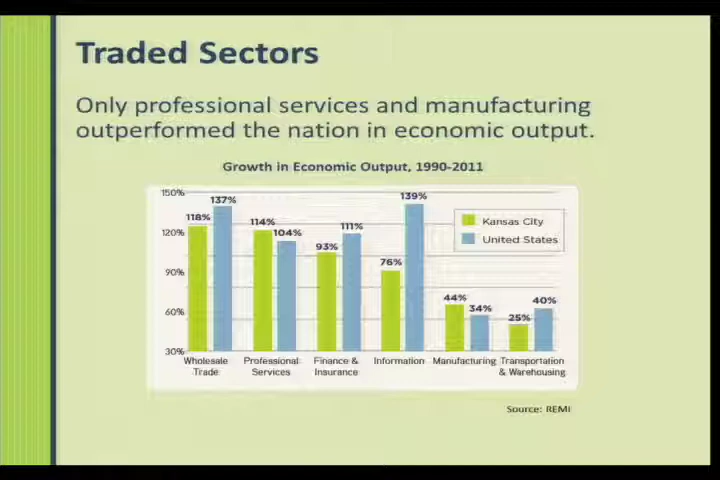 Traded Sectors
Only professional services and manufacturing
outperformed the nation in economic output.
Growth in Economic Output, 1990-2011
150%
120%
90%
60%
30%
118%
137%
114%
104%
93%
111%
76%
139%
44%
34%
25%
40%
Kansas City
United States
Wholesale
Trade
Professional
Services
Finance &
Insurance
Information
Manufacturing
Transportation
& Warehousing
Source: REMI